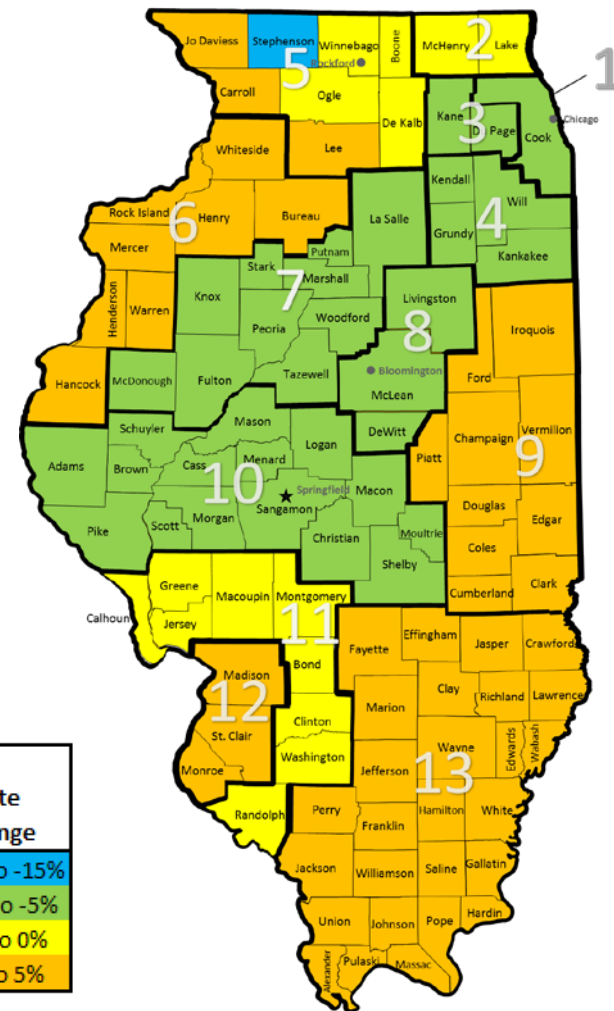 Jo Daviess
Stephenson
Winnebago
Boone
McHenry
Lake
2
Rockford
5
1
Carroll
Ogle
De Kalb
Kane
3
Du Page
Cook
Chicago
Whiteside
Lee
Kendall
Will
Rock Island
6
Henry
Bureau
La Salle
4
Grundy
Mercer
Putnam
Kankakee
Stark
7
Marshall
Henderson
Warren
Knox
Livingston
Woodford
8
Iroquois
Peoria
Bloomington
Hancock
McDonough
Fulton
Tazewell
McLean
Ford
Mason
Schuyler
DeWitt
Logan
Champaign
Vermilion
Adams
Brown
Cass
Menard
Piatt
9
10
Springfield
Macon
Sangamon
Douglas
Pike
Scott
Morgan
Christian
Moultrie
Edgar
Coles
Shelby
Greene
Macoupin
Montgomery
Cumberland
Clark
Calhoun
Jersey
11
Effingham
Jasper
Crawford
Fayette
Bond
Madison
12
Clay
Richland
Lawrence
Marion
Clinton
St. Clair
Wayne
Edwards
Wabash
Washington
Monroe
Jefferson
13
Randolph
Perry
Hamilton
White
Franklin
Jackson
Williamson
Saline
Gallatin
Union
Johnson
Pope
Hardin
Alexander
Pulaski
Massac
te
nge
o -15%
o -5%
o 0%
o 5%